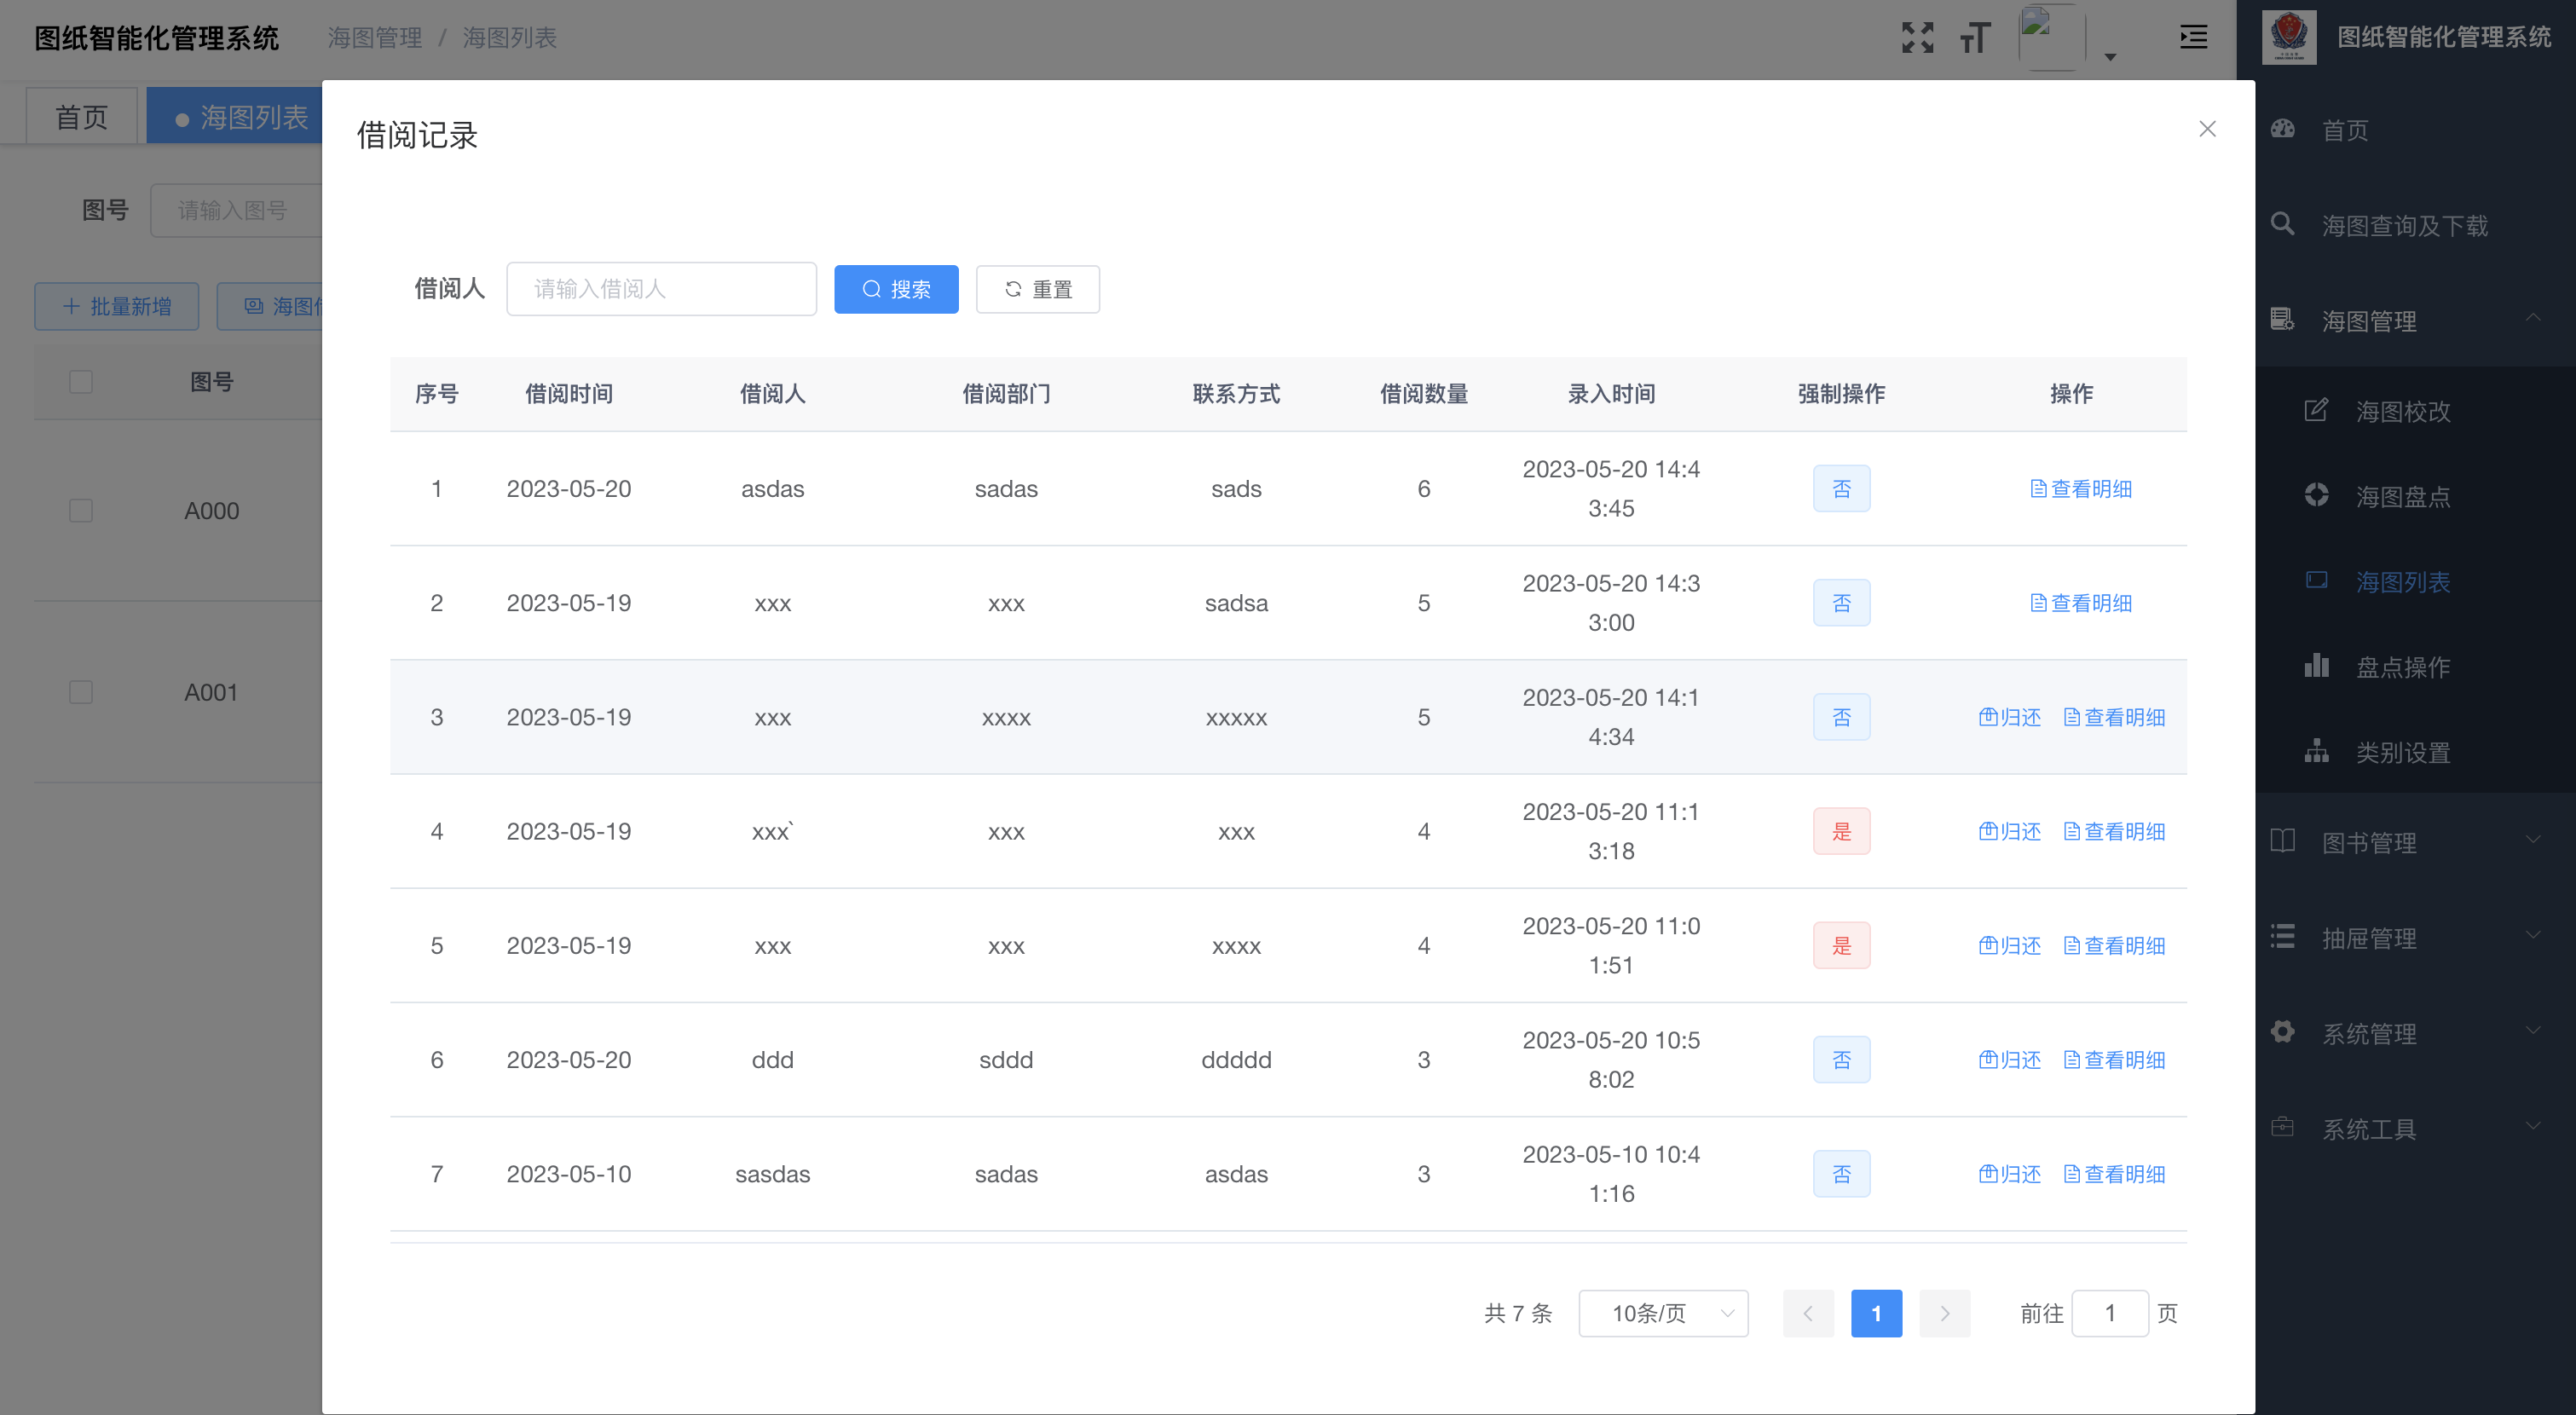 图纸智能化管理系统
海图管理 / 海图列表
图纸智能化管理系统
首页
海图列表
图号 请输入图号
批量新增
海图
图号
A000
A001
借阅记录
借阅人 请输入借阅人 搜索 重置
序号 借阅时间 借阅人 借阅部门 联系方式 借阅数量 录入时间 强制操作 操作
1 2023-05-20 asdas sadas sads 6 2023-05-20 14:4
3:45 否 查看明细
2 2023-05-19 xxx xxx sadsa 5 2023-05-20 14:3
3:00 否 查看明细
3 2023-05-19 xxx xxxx xxxxx 5 2023-05-20 14:1
4:34 否 归还 查看明细
4 2023-05-19 xxx` xxx xxx 4 2023-05-20 11:1
3:18 是 归还 查看明细
5 2023-05-19 xxx xxx xxxx 4 2023-05-20 11:0
1:51 是 归还 查看明细
6 2023-05-20 ddd sddd ddddd 3 2023-05-20 10:5
8:02 否 归还 查看明细
7 2023-05-10 sasdas sadas asdas 3 2023-05-10 10:4
1:16 否 归还 查看明细
共 7 条 10条/页 1 前往 1 页
首页
海图查询及下载
海图管理
海图校改
海图盘点
海图列表
盘点操作
类别设置
图书管理
抽屉管理
系统管理
系统工具